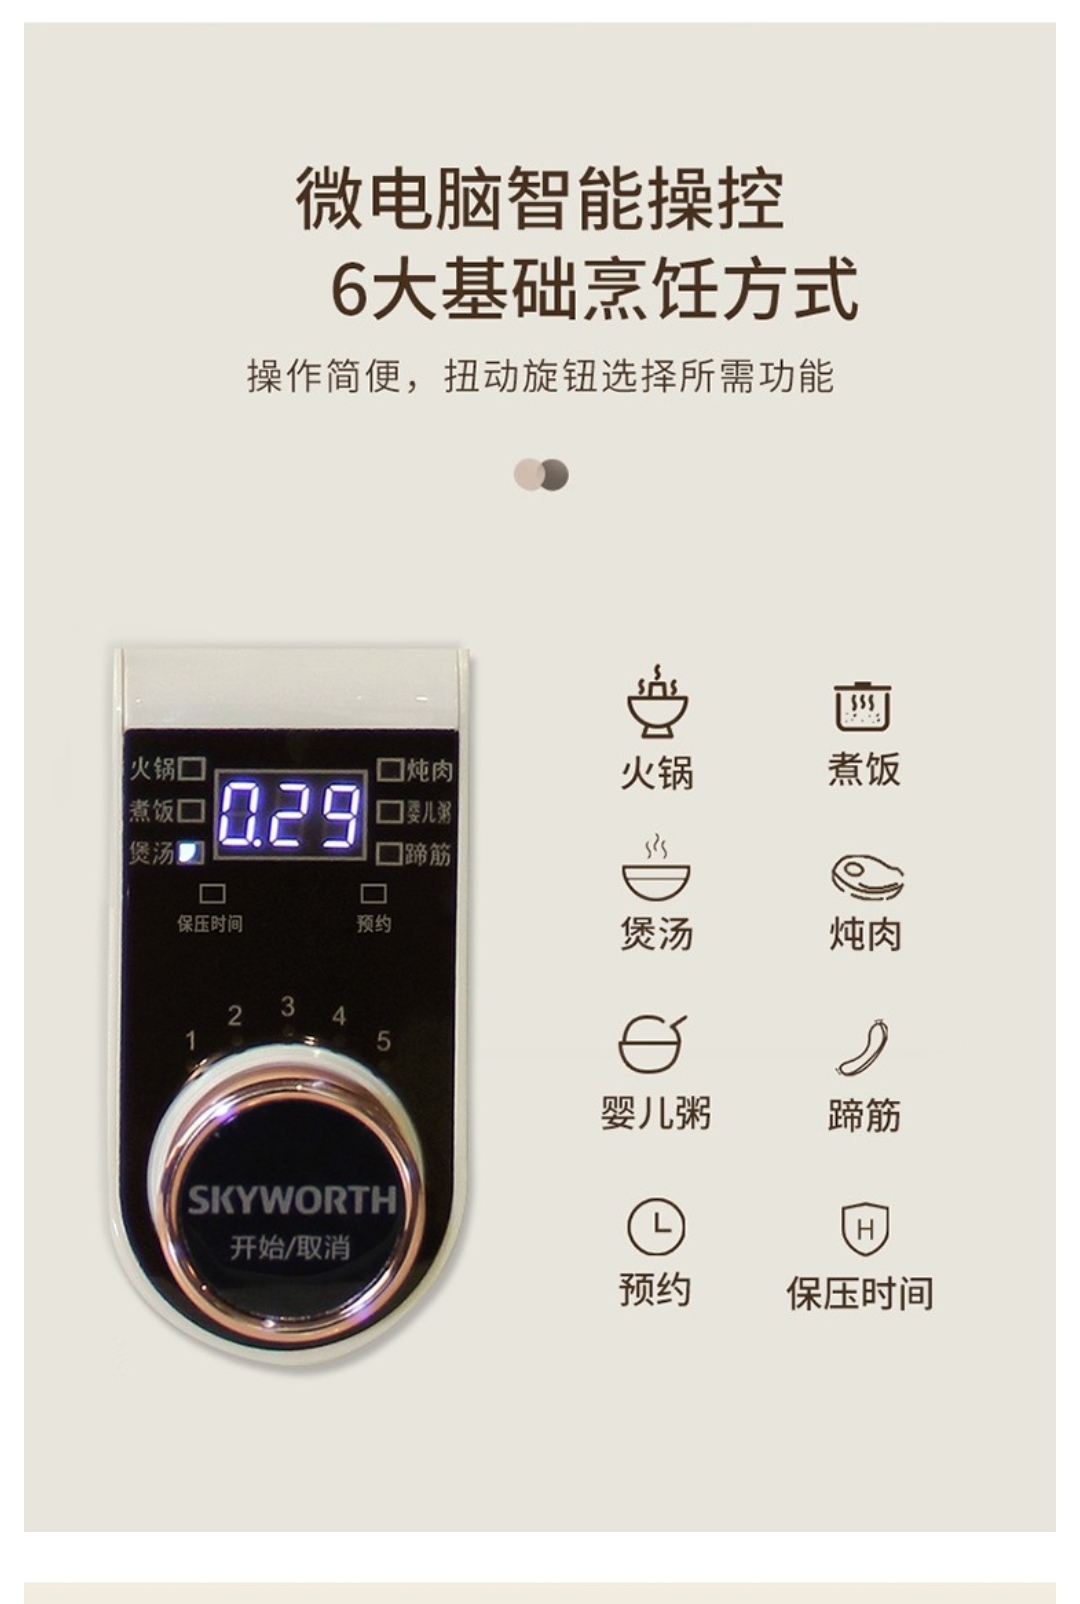 微电脑智能操控
6大基础烹饪方式
操作简便，扭动旋钮选择所需功能
火锅
煮饭
煲汤
0.29
炖肉
婴儿粥
蹄筋
保压时间
预约
1 2 3 4 5
SKYWORTH
开始/取消
火锅 煮饭
煲汤 炖肉
婴儿粥 蹄筋
H
预约 保压时间